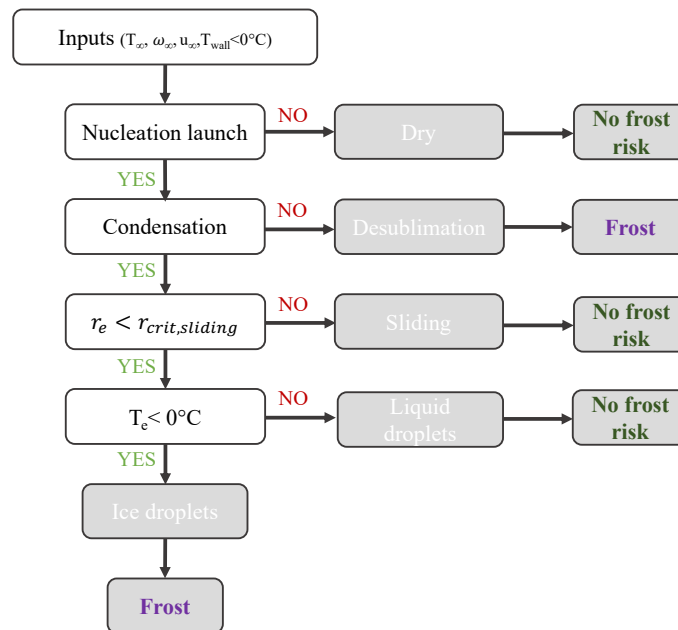 Inputs (T∞, ω∞, u∞,Twall<0°C)
Nucleation launch
NO
Dry
No frost
risk
YES
Condensation
NO
Desublimation
Frost
YES
re < rcrit,sliding
NO
Sliding
No frost
risk
YES
Te< 0°C
NO
Liquid
droplets
No frost
risk
YES
Ice droplets
Frost